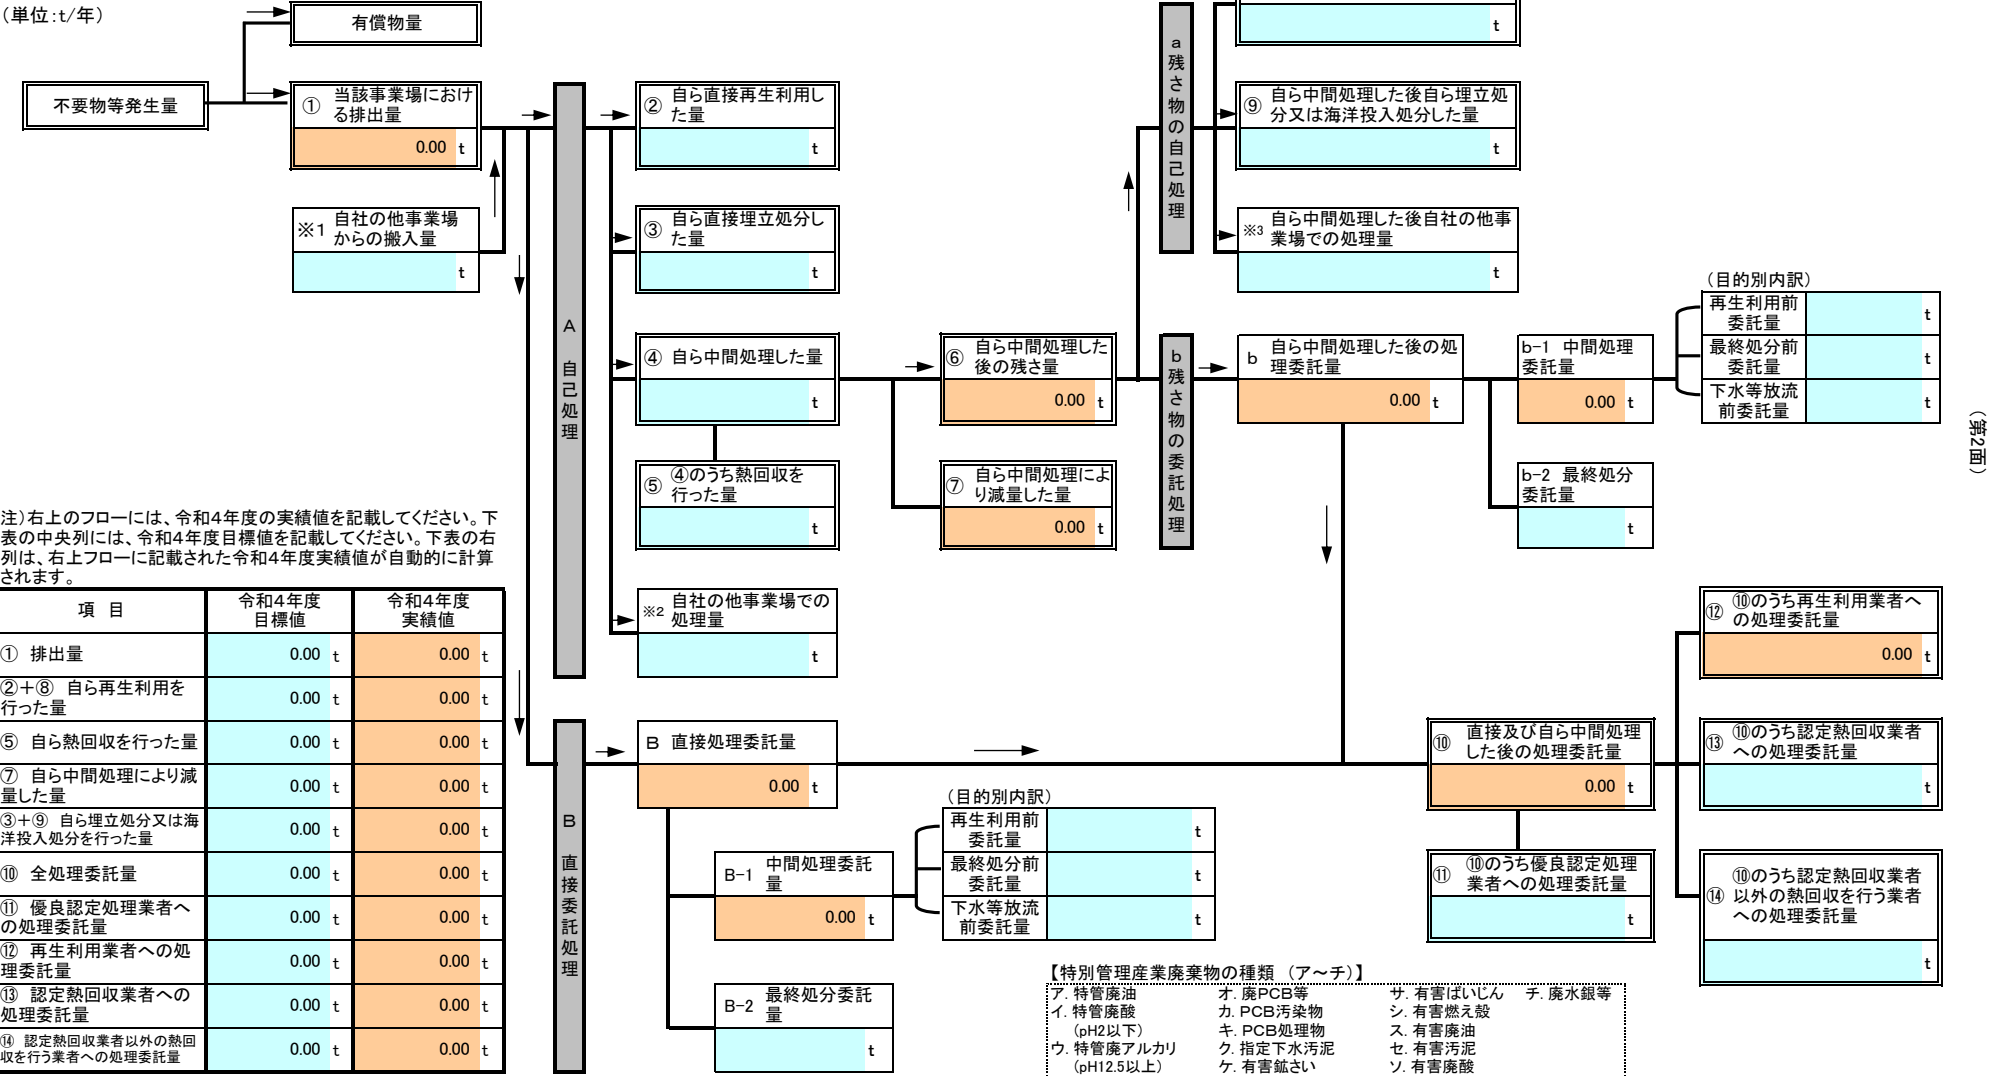 （単位：t/年）
有償物量
不要物等発生量
① 当該事業場におけ
る排出量
0.00 t
※1 自社の他事業場
からの搬入量
t
A 自己処理
② 自ら直接再生利用し
た量
t
③ 自ら直接埋立処分し
た量
t
④ 自ら中間処理した量
t
⑤ ④のうち熱回収を
行った量
t
※2 自社の他事業場での
処理量
t
⑥ 自ら中間処理した
後の残さ量
0.00 t
⑦ 自ら中間処理によ
り減量した量
0.00 t
a 残さ物の自己処理
t
⑨ 自ら中間処理した後自ら埋立処
分又は海洋投入処分した量
t
※3 自ら中間処理した後自社の他事
業場での処理量
t
b 残さ物の委託処理
b 自ら中間処理した後の処
理委託量
0.00 t
b-1 中間処理
委託量
0.00 t
b-2 最終処分
委託量
t
（目的別内訳）
再生利用前
委託量
t
最終処分前
委託量
t
下水等放流
前委託量
t
（第2面）
注）右上のフローには、令和4年度の実績値を記載してください。下
表の中央列には、令和4年度目標値を記載してください。下表の右
列は、右上フローに記載された令和4年度実績値が自動的に計算
されます。
項 目 令和4年度 目標値 令和4年度 実績値
① 排出量 0.00 t 0.00 t
②＋⑧ 自ら再生利用を
行った量 0.00 t 0.00 t
⑤ 自ら熱回収を行った量 0.00 t 0.00 t
⑦ 自ら中間処理により減
量した量 0.00 t 0.00 t
③＋⑨ 自ら埋立処分又は海
洋投入処分を行った量 0.00 t 0.00 t
⑩ 全処理委託量 0.00 t 0.00 t
⑪ 優良認定処理業者へ
の処理委託量 0.00 t 0.00 t
⑫ 再生利用業者への処
理委託量 0.00 t 0.00 t
⑬ 認定熱回収業者への
処理委託量 0.00 t 0.00 t
⑭ 認定熱回収業者以外の熱回
収を行う業者への処理委託量 0.00 t 0.00 t
B 直接委託処理
B 直接処理委託量
0.00 t
B-1 中間処理委託
量
0.00 t
B-2 最終処分委託
量
t
（目的別内訳）
再生利用前
委託量
t
最終処分前
委託量
t
下水等放流
前委託量
t
⑩ 直接及び自ら中間処理
した後の処理委託量
0.00 t
⑪ ⑩のうち優良認定処理
業者への処理委託量
t
⑫ ⑩のうち再生利用業者へ
の処理委託量
0.00 t
⑬ ⑩のうち認定熱回収業者
への処理委託量
t
⑭ ⑩のうち認定熱回収業者
以外の熱回収を行う業者
への処理委託量
t
【特別管理産業廃棄物の種類 （ア～チ）】
ア. 特管廃油 オ. 廃PCB等 サ. 有害ばいじん チ. 廃水銀等
イ. 特管廃酸 カ. PCB汚染物 シ. 有害燃え殻
（pH2以下） キ. PCB処理物 ス. 有害廃油
ウ. 特管廃アルカリ ク. 指定下水汚泥 セ. 有害汚泥
（pH12.5以上） ケ. 有害鉱さい ソ. 有害廃酸